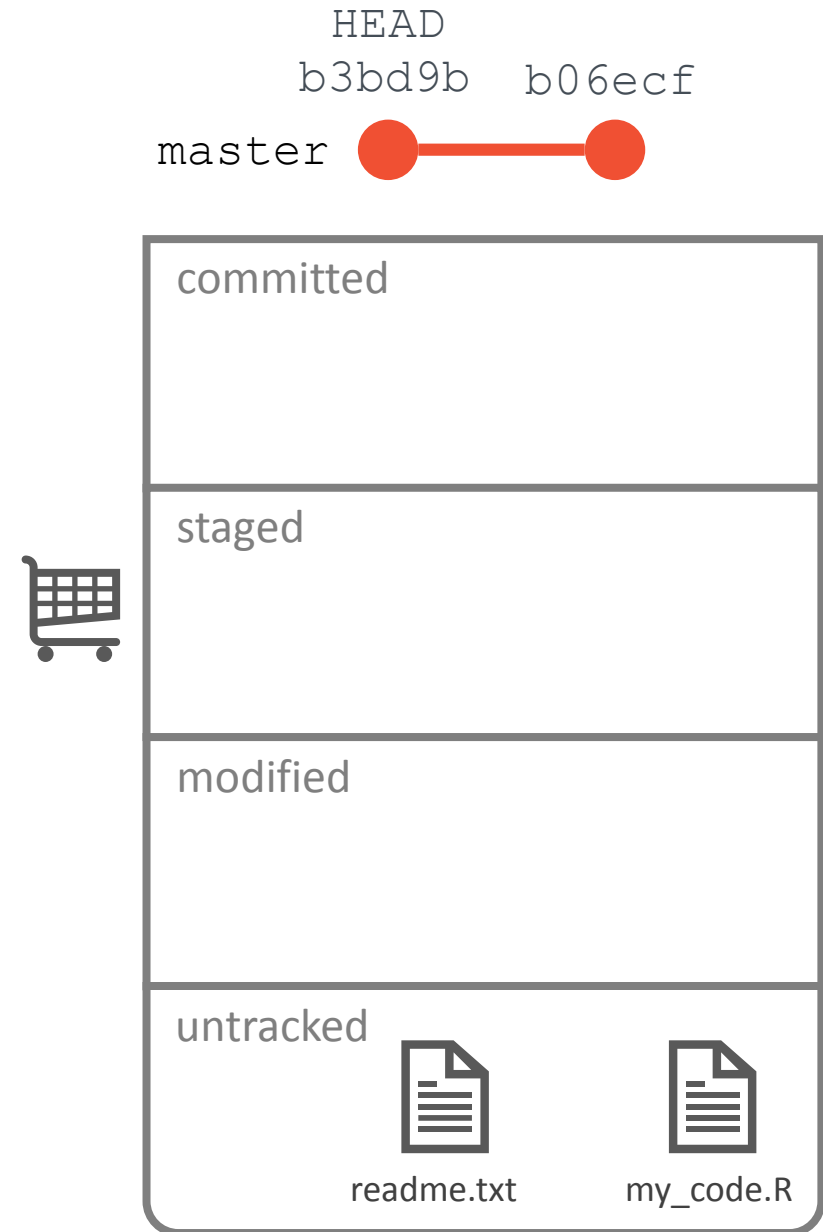 HEAD
b3bd9b b06ecf
master
committed
staged
modified
untracked
readme.txt my_code.R